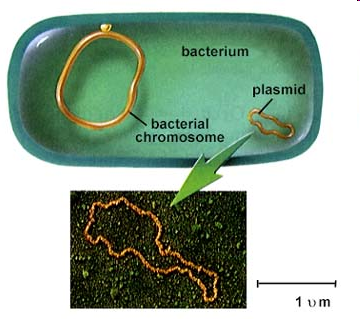 bacterium
plasmid
bacterial
chromosome
1 υm